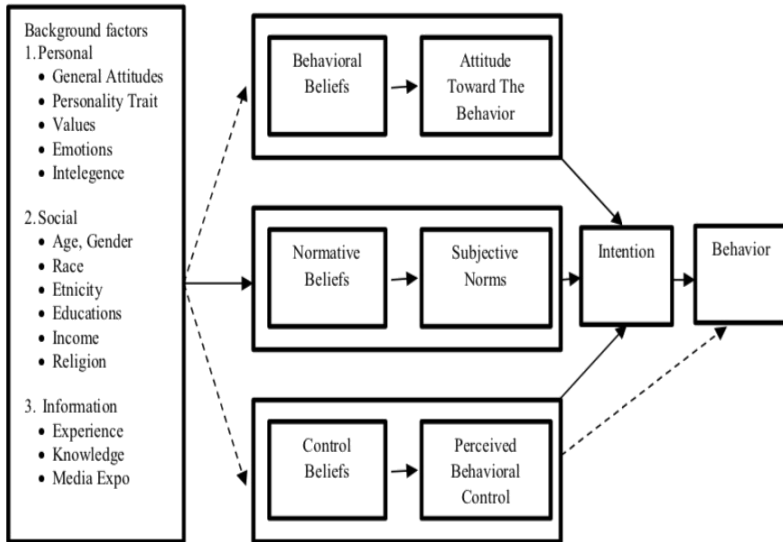 Background factors
1. Personal
• General Attitudes
• Personality Trait
• Values
• Emotions
• Intelegence
2. Social
• Age, Gender
• Race
• Etnicity
• Educations
• Income
• Religion
3. Information
• Experience
• Knowledge
• Media Expo
Behavioral
Beliefs
Attitude
Toward The
Behavior
Normative
Beliefs
Subjective
Norms
Control
Beliefs
Perceived
Behavioral
Control
Intention
Behavior